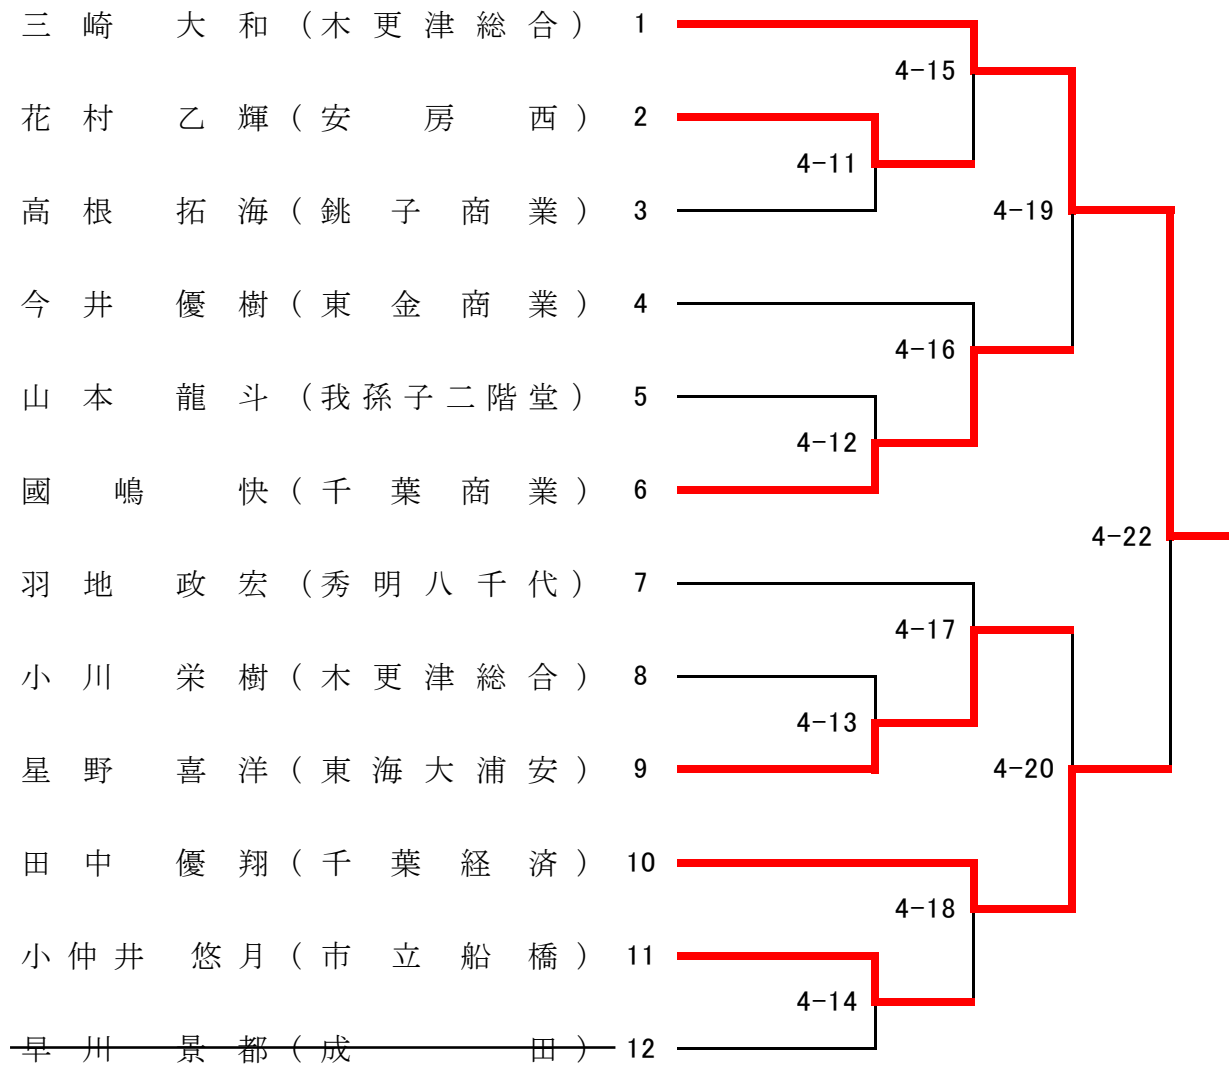 三崎 大和 (木更津総合) 1
4-15
花村 乙輝 (安房西) 2
4-11
高根 拓海 (銚子商業) 3 4-19
今井 優樹 (東金商業) 4
4-16
山本 龍斗 (我孫子二階堂) 5
4-12
國嶋 快 (千葉商業) 6
4-22
羽地 政宏 (秀明八千代) 7
4-17
小川 栄樹 (木更津総合) 8
4-13
星野 喜洋 (東海大浦安) 9 4-20
田中 優翔 (千葉経済) 10
4-18
小仲井 悠月 (市立船橋) 11
4-14
早川 景都 (成田) 12